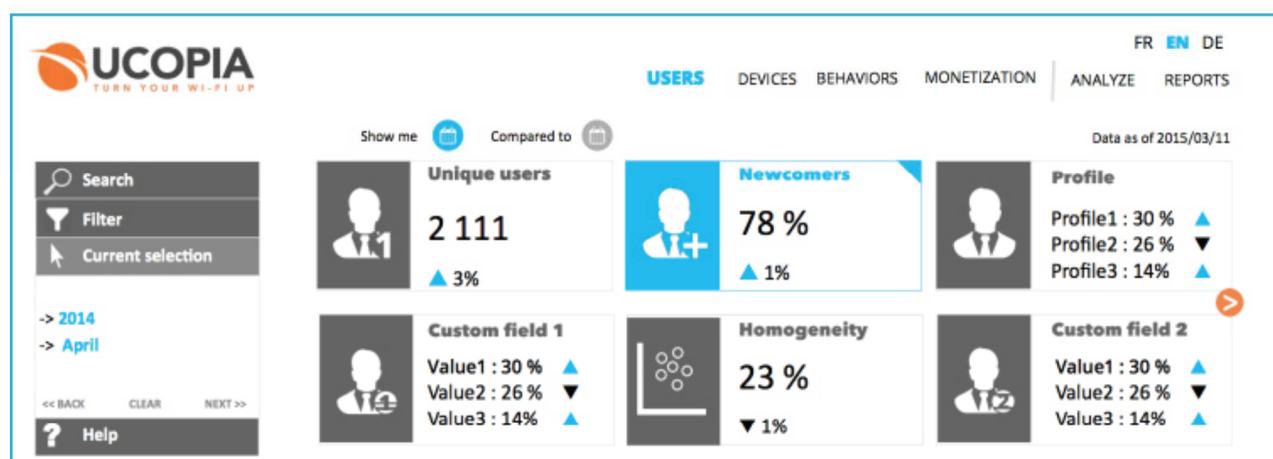 UCOPIA
TURN YOUR WI-FI UP
FR EN DE
USERS DEVICES BEHAVIORS MONETIZATION ANALYZE REPORTS
Show me Compared to Data as of 2015/03/11
Search
Filter
Current selection
-> 2014
-> April
<< BACK CLEAR NEXT >>
? Help
1
Unique users
2 111
▲ 3%
+
Newcomers
78 %
▲ 1%
Profile
Profile1 : 30 % ▲
Profile2 : 26 % ▼
Profile3 : 14% ▲
>
1
Custom field 1
Value1 : 30 % ▲
Value2 : 26 % ▼
Value3 : 14% ▲
Homogeneity
23 %
▼ 1%
2
Custom field 2
Value1 : 30 % ▲
Value2 : 26 % ▼
Value3 : 14% ▲